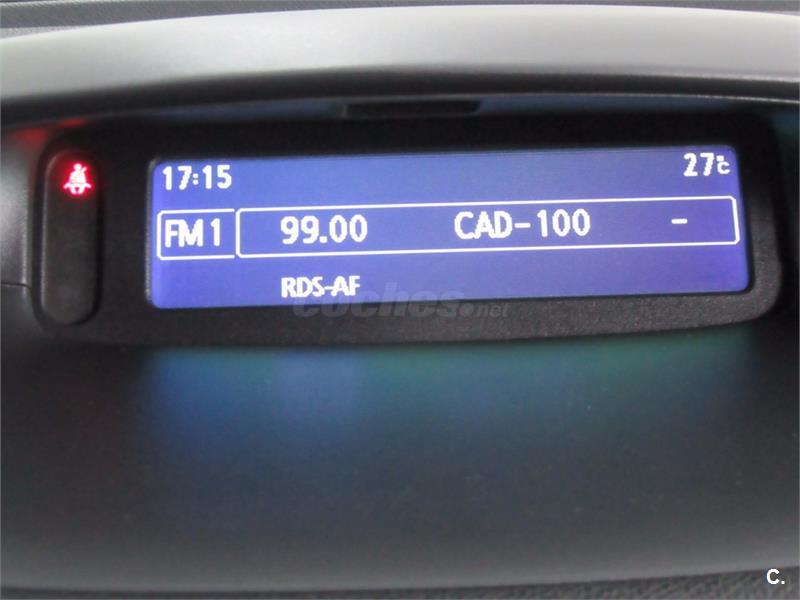 17:15 27°C
FM1 99.00 CAD-100 -
RDS-AF
coches.net
C.